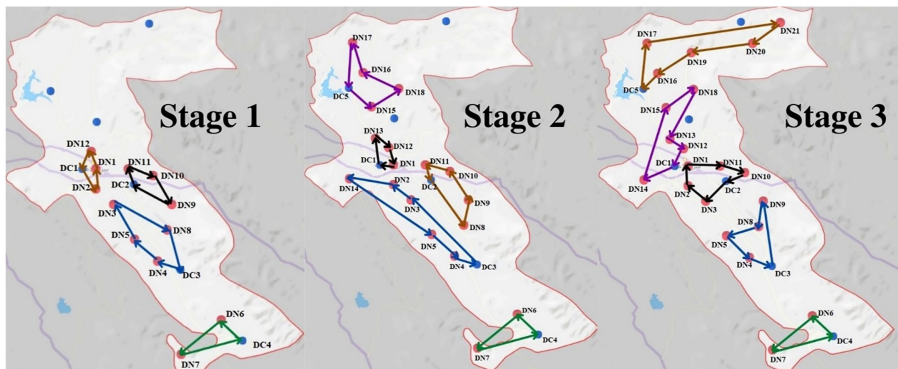 Stage 1
DN12
DC1
DN1
DN2
DN11
DN10
DC2
DN9
DN3
DN8
DN5
DN4
DC3
DN6
DC4
DN7
Stage 2
DN17
DN16
DC5
DN18
DN15
DN13
DN12
DC1
DN1
DN11
DN10
DC2
DN14
DN2
DN3
DN9
DN8
DN5
DN4
DC3
DN6
DC4
DN7
Stage 3
DN21
DN17
DN20
DN19
DN16
DC5
DN18
DN15
DN13
DN12
DC1
DN1
DN11
DN10
DC2
DN14
DN2
DN3
DN9
DN8
DN5
DN4
DC3
DN6
DC4
DN7